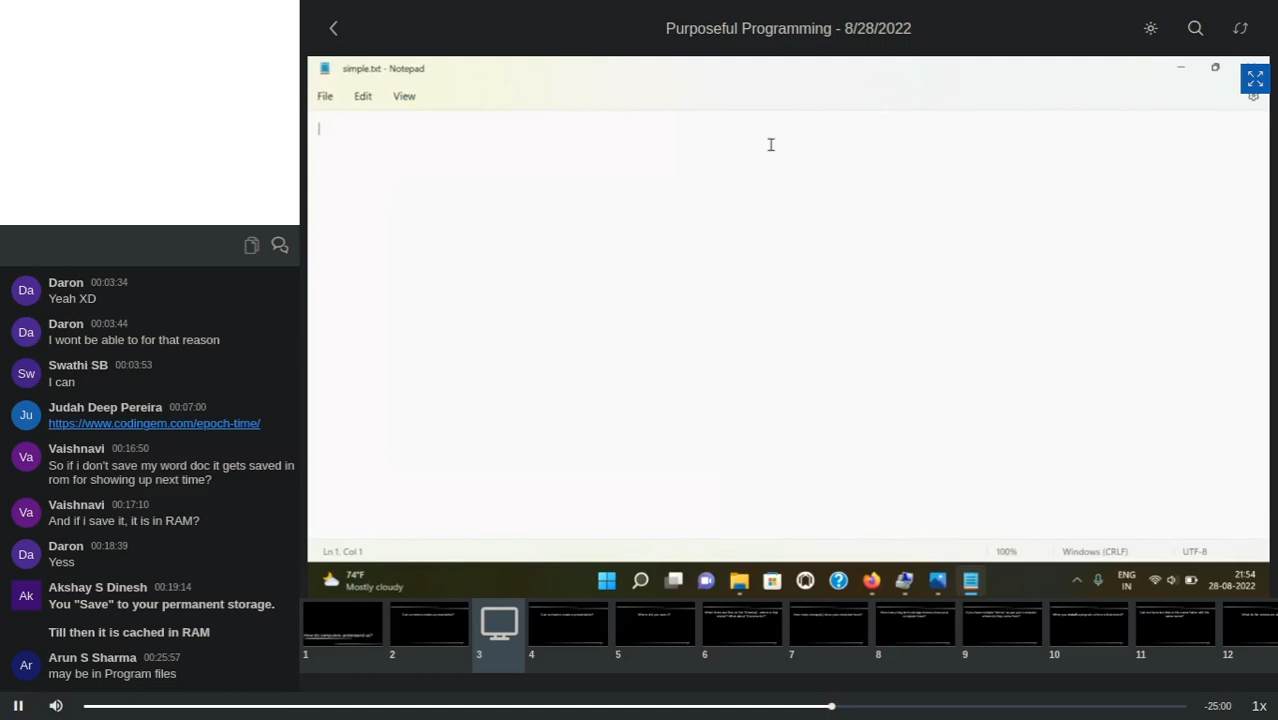 Purposeful Programming - 8/28/2022
simple.txt - Notepad
File Edit View
Da Daron 00:03:34
Yeah XD
Da Daron 00:03:44
I wont be able to for that reason
Sw Swathi SB 00:03:53
I can
Ju Judah Deep Pereira 00:07:00
https://www.codingem.com/epoch-time/
Va Vaishnavi 00:16:50
So if i don't save my word doc it gets saved in
rom for showing up next time?
Va Vaishnavi 00:17:10
And if i save it, it is in RAM?
Da Daron 00:18:39
Yess
Ak Akshay S Dinesh 00:19:14
You "Save" to your permanent storage.
Till then it is cached in RAM
Ar Arun S Sharma 00:25:57
may be in Program files
Ln 1, Col 1 100% Windows (CRLF) UTF-8
74°F
Mostly cloudy
ENG
IN
21:54
28-08-2022
How do computers understand us?
1 2 3 4 5 6 7 8 9 10 11 12
-25:00 1x